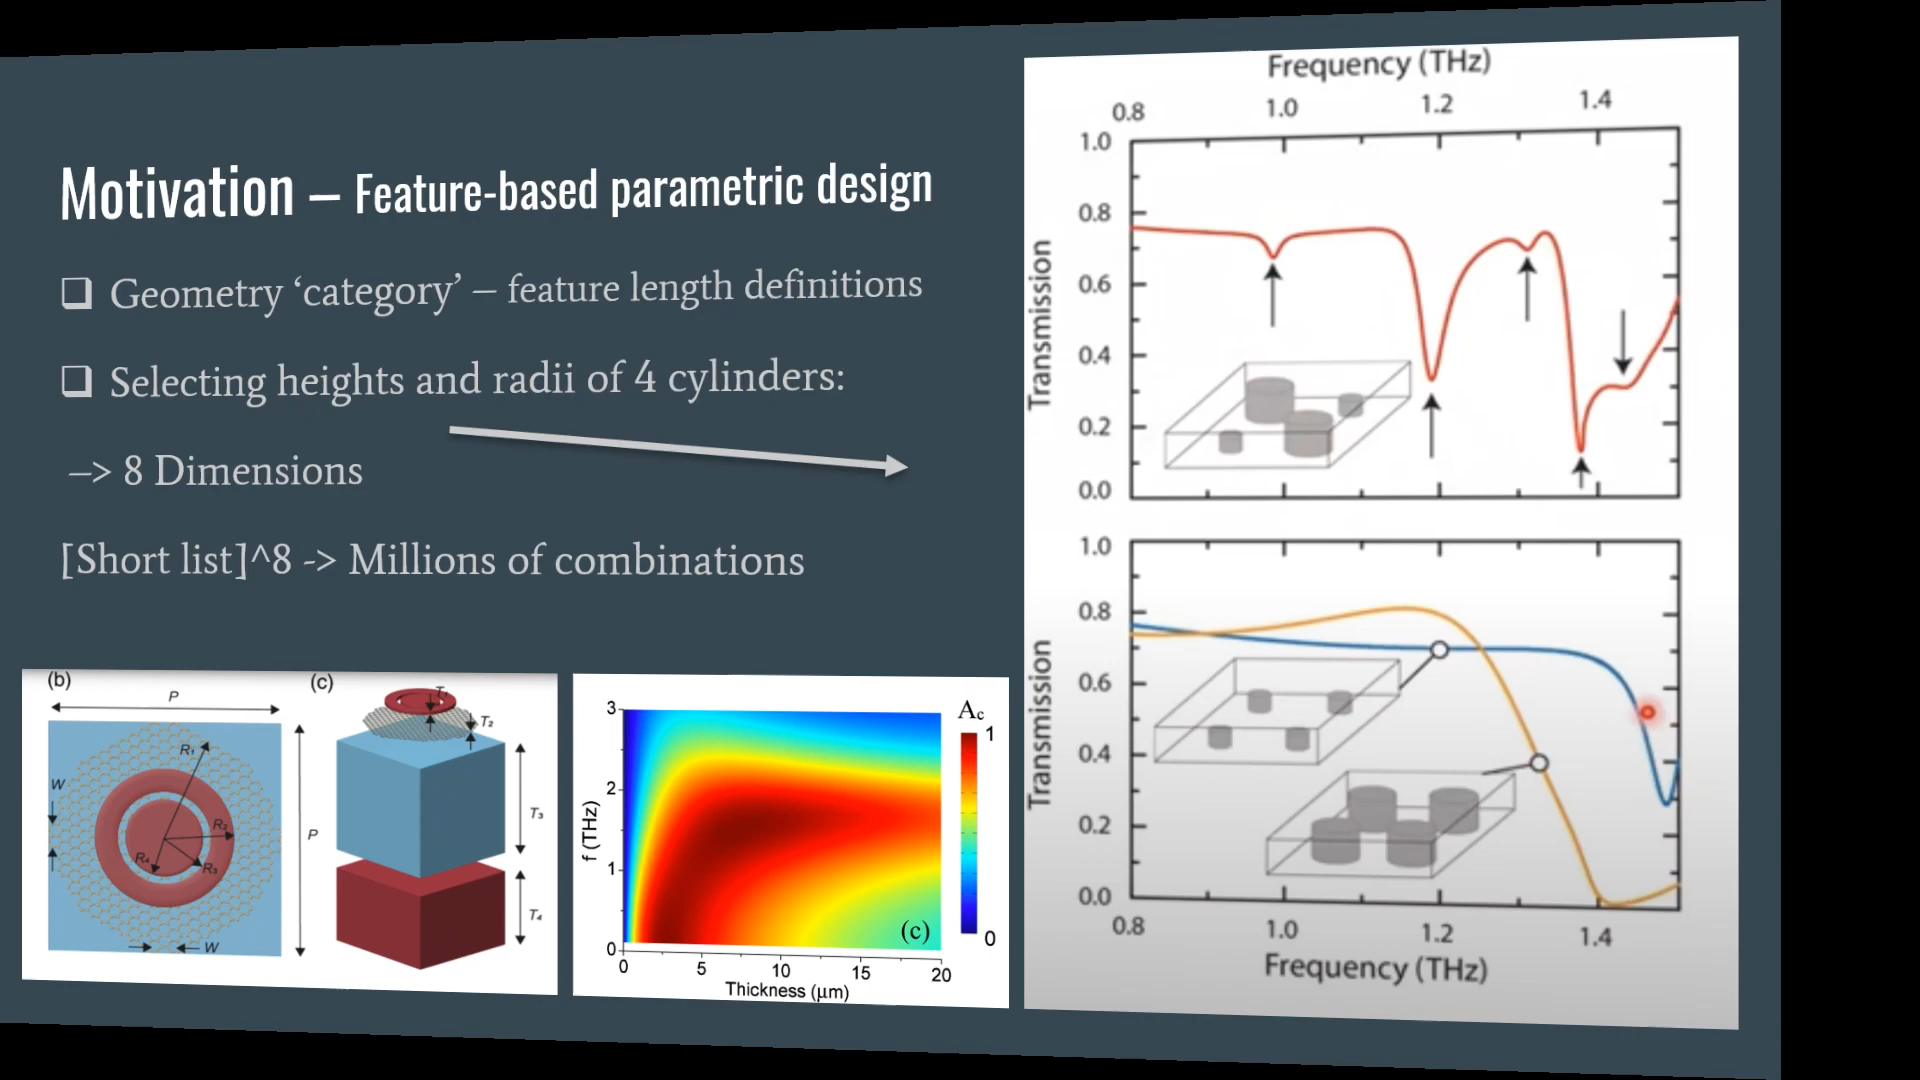 Motivation – Feature-based parametric design
❑ Geometry ‘category’ – feature length definitions
❑ Selecting heights and radii of 4 cylinders:
–> 8 Dimensions
[Short list]^8 -> Millions of combinations
(b)
P
R₁
W
R₂
R₄
R₃
W
P
(c)
T₁
T₂
T₃
T₄
3
2
1
0
f (THz)
0 5 10 15 20
Thickness (μm)
(c)
Ac
1
0
Frequency (THz)
0.8 1.0 1.2 1.4
1.0
0.8
0.6
0.4
0.2
0.0
Transmission
1.0
0.8
0.6
0.4
0.2
0.0
Transmission
0.8 1.0 1.2 1.4
Frequency (THz)